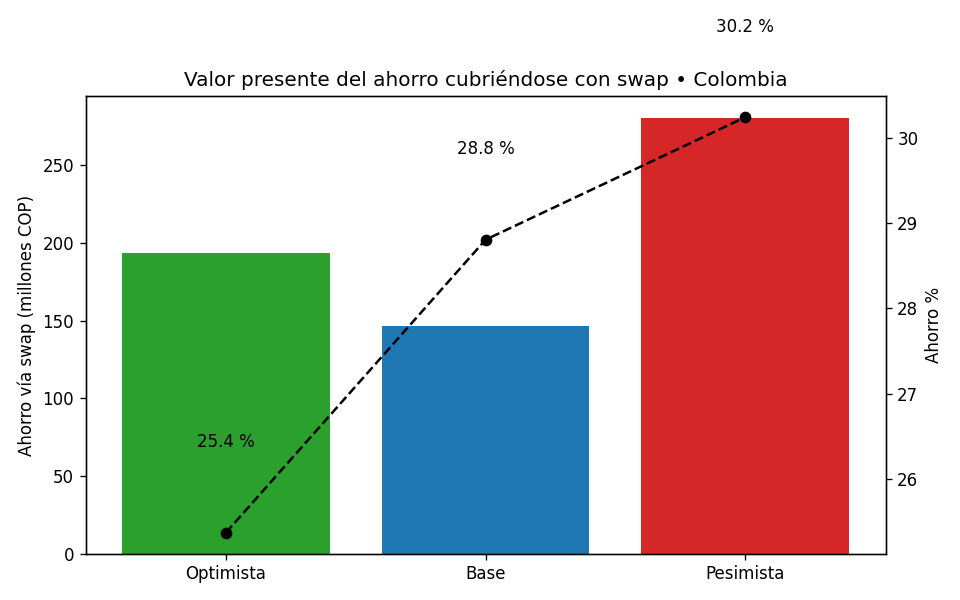 30.2 %
Valor presente del ahorro cubriéndose con swap • Colombia
28.8 %
25.4 %
Ahorro vía swap (millones COP)
250
200
150
100
50
0
Optimista
Base
Pesimista
30
29
28
27
26
Ahorro %